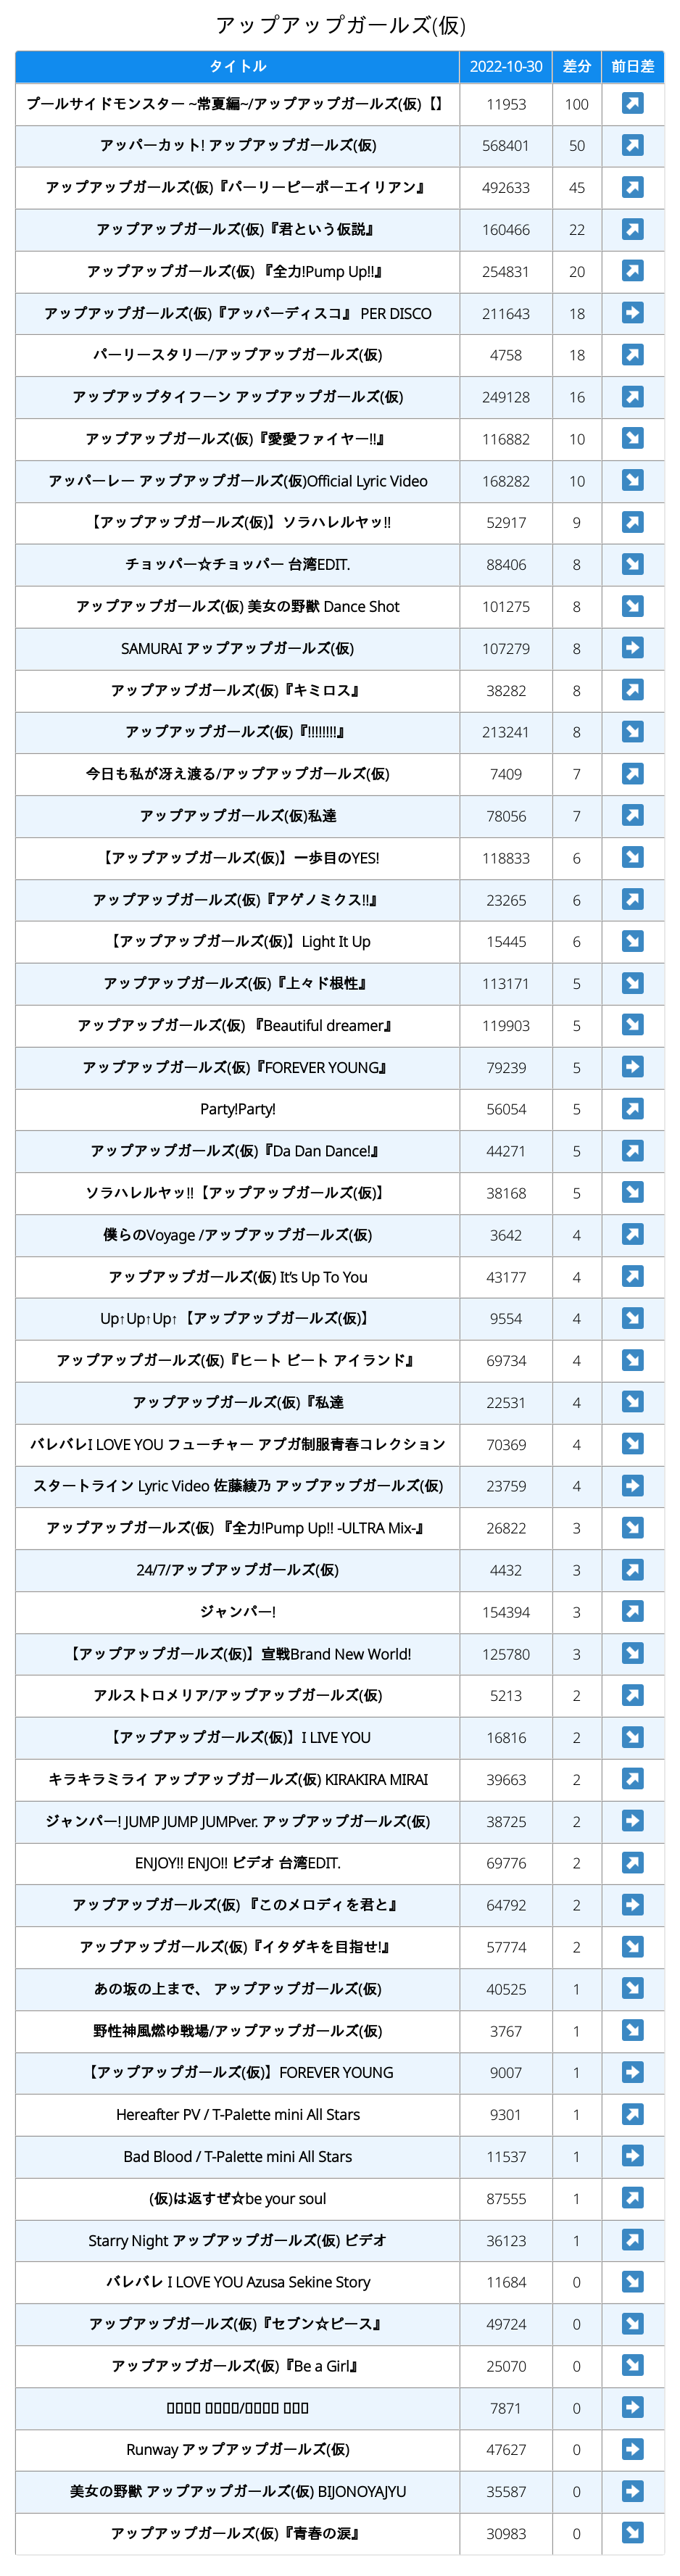 アップアップガールズ(仮)
タイトル 2022-10-30 差分 前日差
プールサイドモンスター ~常夏編~/アップアップガールズ(仮)【】 11953 100
アッパーカット! アップアップガールズ(仮) 568401 50
アップアップガールズ(仮)『パーリーピーポーエイリアン』 492633 45
アップアップガールズ(仮)『君という仮説』 160466 22
アップアップガールズ(仮) 『全力!Pump Up!!』 254831 20
アップアップガールズ(仮)『アッパーディスコ』 PER DISCO 211643 18
パーリースタリー/アップアップガールズ(仮) 4758 18
アップアップタイフーン アップアップガールズ(仮) 249128 16
アップアップガールズ(仮)『愛愛ファイヤー!!』 116882 10
アッパーレー アップアップガールズ(仮)Official Lyric Video 168282 10
【アップアップガールズ(仮)】ソラハレルヤッ!! 52917 9
チョッパー☆チョッパー 台湾EDIT. 88406 8
アップアップガールズ(仮) 美女の野獣 Dance Shot 101275 8
SAMURAI アップアップガールズ(仮) 107279 8
アップアップガールズ(仮)『キミロス』 38282 8
アップアップガールズ(仮)『!!!!!!!!』 213241 8
今日も私が冴え渡る/アップアップガールズ(仮) 7409 7
アップアップガールズ(仮)私達 78056 7
【アップアップガールズ(仮)】一歩目のYES! 118833 6
アップアップガールズ(仮)『アゲノミクス!!』 23265 6
【アップアップガールズ(仮)】Light It Up 15445 6
アップアップガールズ(仮)『上々ド根性』 113171 5
アップアップガールズ(仮) 『Beautiful dreamer』 119903 5
アップアップガールズ(仮)『FOREVER YOUNG』 79239 5
Party!Party! 56054 5
アップアップガールズ(仮)『Da Dan Dance!』 44271 5
ソラハレルヤッ!!【アップアップガールズ(仮)】 38168 5
僕らのVoyage /アップアップガールズ(仮) 3642 4
アップアップガールズ(仮) It's Up To You 43177 4
Up↑Up↑Up↑【アップアップガールズ(仮)】 9554 4
アップアップガールズ(仮)『ヒート ビート アイランド』 69734 4
アップアップガールズ(仮)『私達 22531 4
バレバレI LOVE YOU フューチャー アプガ制服青春コレクション 70369 4
スタートライン Lyric Video 佐藤綾乃 アップアップガールズ(仮) 23759 4
アップアップガールズ(仮) 『全力!Pump Up!! -ULTRA Mix-』 26822 3
24/7/アップアップガールズ(仮) 4432 3
ジャンパー! 154394 3
【アップアップガールズ(仮)】宣戦Brand New World! 125780 3
アルストロメリア/アップアップガールズ(仮) 5213 2
【アップアップガールズ(仮)】I LIVE YOU 16816 2
キラキラミライ アップアップガールズ(仮) KIRAKIRA MIRAI 39663 2
ジャンパー! JUMP JUMP JUMPver. アップアップガールズ(仮) 38725 2
ENJOY!! ENJO!! ビデオ 台湾EDIT. 69776 2
アップアップガールズ(仮) 『このメロディを君と』 64792 2
アップアップガールズ(仮)『イタダキを目指せ!』 57774 2
あの坂の上まで、 アップアップガールズ(仮) 40525 1
野性神風燃ゆ戦場/アップアップガールズ(仮) 3767 1
【アップアップガールズ(仮)】FOREVER YOUNG 9007 1
Hereafter PV / T-Palette mini All Stars 9301 1
Bad Blood / T-Palette mini All Stars 11537 1
(仮)は返すぜ☆be your soul 87555 1
Starry Night アップアップガールズ(仮) ビデオ 36123 1
バレバレ I LOVE YOU Azusa Sekine Story 11684 0
アップアップガールズ(仮)『セブン☆ピース』 49724 0
アップアップガールズ(仮)『Be a Girl』 25070 0
7871 0
Runway アップアップガールズ(仮) 47627 0
美女の野獣 アップアップガールズ(仮) BIJONOYAJYU 35587 0
アップアップガールズ(仮)『青春の涙』 30983 0